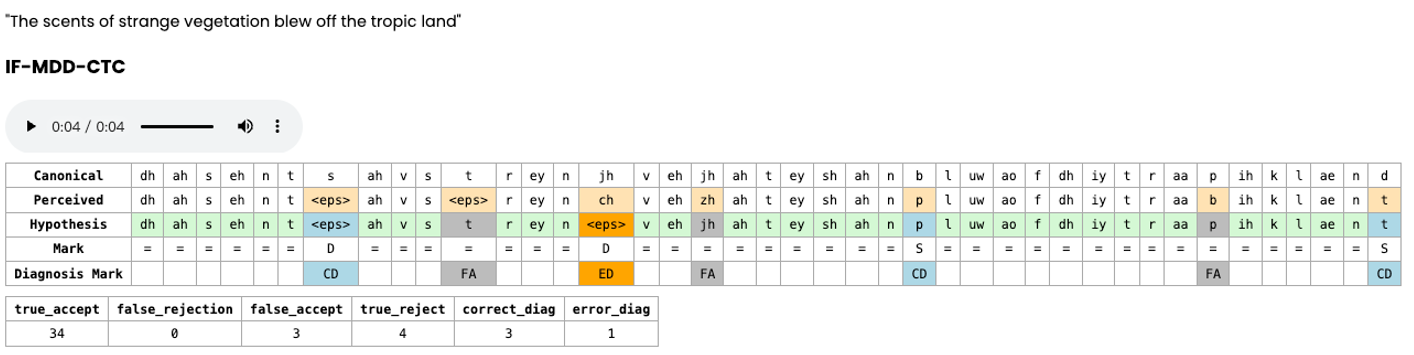 "The scents of strange vegetation blew off the tropic land"
IF-MDD-CTC
0:04 / 0:04
Canonical dh ah s eh n t s ah v s t r ey n jh v eh jh ah t ey sh ah n b l uw ao f dh iy t r aa p ih k l ae n d
Perceived dh ah s eh n t <eps> ah v s <eps> r ey n ch v eh zh ah t ey sh ah n p l uw ao f dh iy t r aa b ih k l ae n t
Hypothesis dh ah s eh n t <eps> ah v s t r ey n <eps> v eh jh ah t ey sh ah n p l uw ao f dh iy t r aa p ih k l ae n t
Mark = = = = = = D = = = = = = = D = = = = = = = = = S = = = = = = = = = = = = = = = S
Diagnosis Mark CD FA ED FA CD FA CD
true_accept false_rejection false_accept true_reject correct_diag error_diag
34 0 3 4 3 1